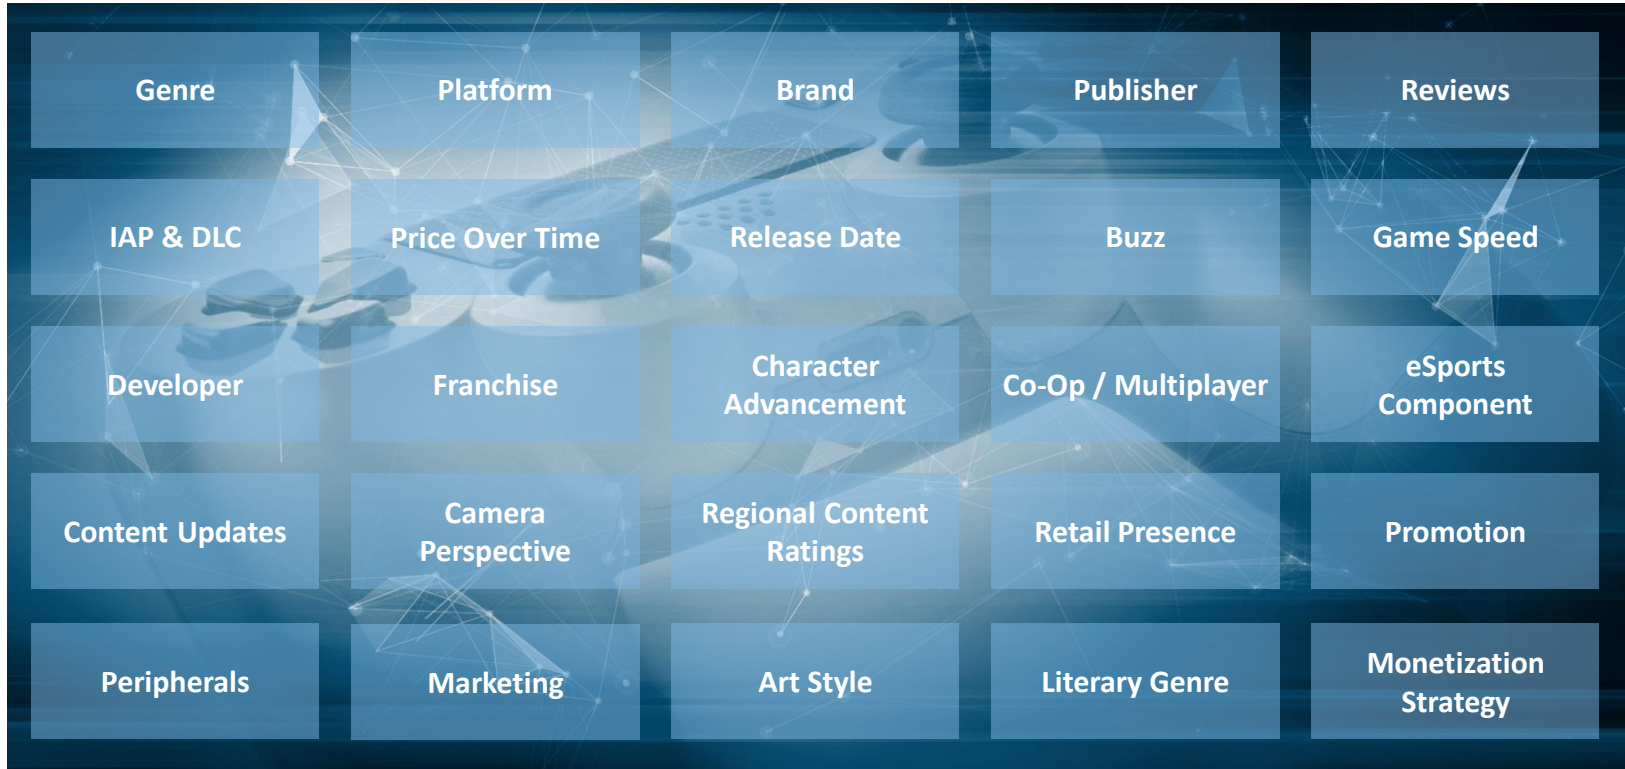 Genre
Platform
Brand
Publisher
Reviews
IAP & DLC
Price Over Time
Release Date
Buzz
Game Speed
Developer
Franchise
Character
Advancement
Co-Op / Multiplayer
eSports
Component
Content Updates
Camera
Perspective
Regional Content
Ratings
Retail Presence
Promotion
Peripherals
Marketing
Art Style
Literary Genre
Monetization
Strategy